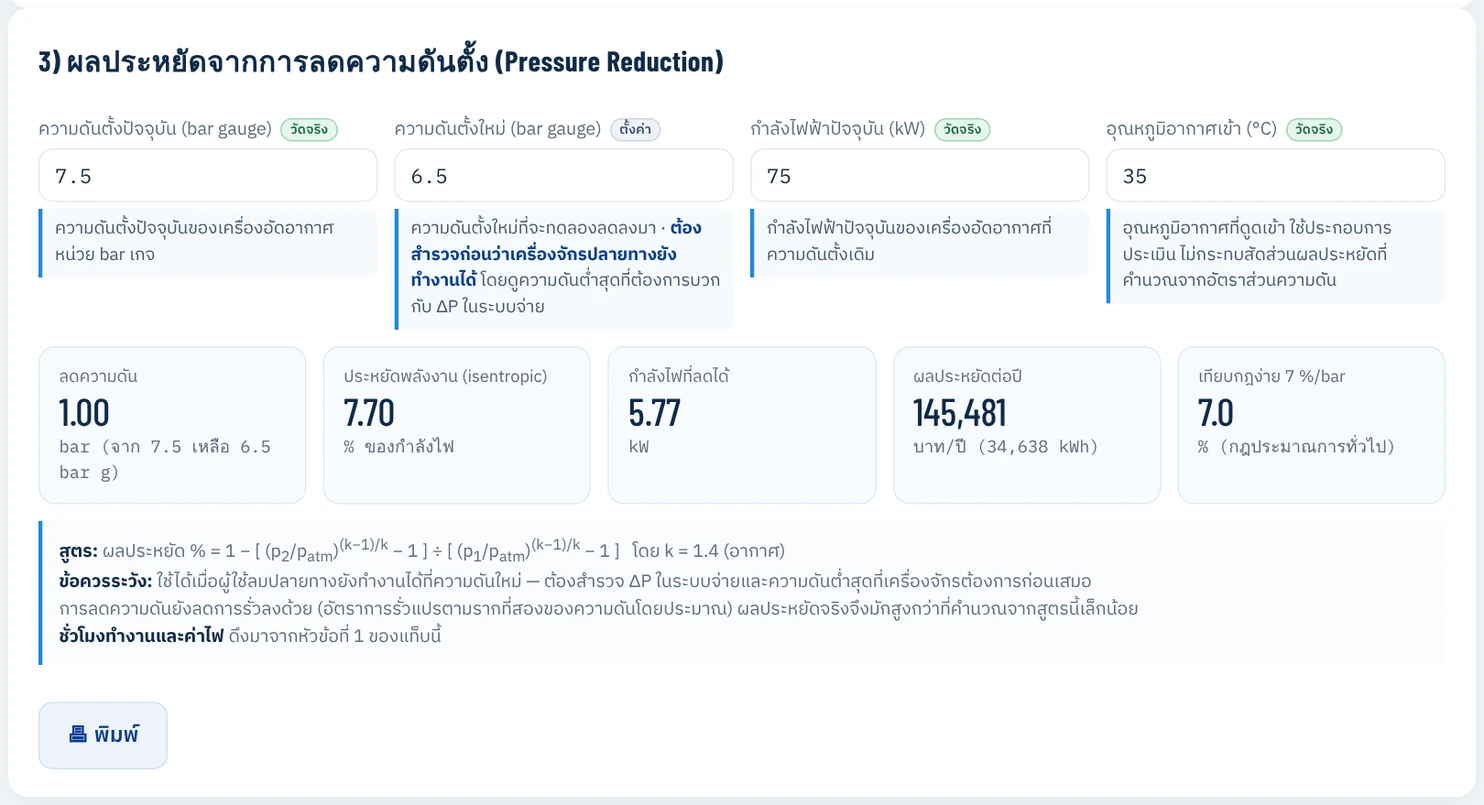 3) ผลประหยัดจากการลดความดันตั้ง (Pressure Reduction)
ความดันตั้งปัจจุบัน (bar gauge) วัดจริง
7.5
ความดันตั้งปัจจุบันของเครื่องอัดอากาศ
หน่วย bar เกจ
ความดันตั้งใหม่ (bar gauge) ตั้งค่า
6.5
ความดันตั้งใหม่ที่จะทดลองลดลงมา · ต้อง
สำรวจก่อนว่าเครื่องจักรปลายทางยัง
ทำงานได้ โดยดูความดันต่ำสุดที่ต้องการบวก
กับ ΔP ในระบบจ่าย
กำลังไฟฟ้าปัจจุบัน (kW) วัดจริง
75
กำลังไฟฟ้าปัจจุบันของเครื่องอัดอากาศที่
ความดันตั้งเดิม
อุณหภูมิอากาศเข้า (°C) วัดจริง
35
อุณหภูมิอากาศที่ดูดเข้า ใช้ประกอบการ
ประเมิน ไม่กระทบสัดส่วนผลประหยัดที่
คำนวณจากอัตราส่วนความดัน
ลดความดัน
1.00
bar (จาก 7.5 เหลือ 6.5
bar g)
ประหยัดพลังงาน (isentropic)
7.70
% ของกำลังไฟ
กำลังไฟที่ลดได้
5.77
kW
ผลประหยัดต่อปี
145,481
บาท/ปี (34,638 kWh)
เทียบกฎง่าย 7 %/bar
7.0
% (กฎประมาณการทั่วไป)
สูตร: ผลประหยัด % = 1 − [ (p2/patm)(k−1)/k − 1 ] ÷ [ (p1/patm)(k−1)/k − 1 ] โดย k = 1.4 (อากาศ)
ข้อควรระวัง: ใช้ได้เมื่อผู้ใช้ลมปลายทางยังทำงานได้ที่ความดันใหม่ — ต้องสำรวจ ΔP ในระบบจ่ายและความดันต่ำสุดที่เครื่องจักรต้องการก่อนเสมอ
การลดความดันยังลดการรั่วลงด้วย (อัตราการรั่วแปรตามรากที่สองของความดันโดยประมาณ) ผลประหยัดจริงจึงมักสูงกว่าที่คำนวณจากสูตรนี้เล็กน้อย
ชั่วโมงทำงานและค่าไฟ ดึงมาจากหัวข้อที่ 1 ของแท็บนี้
พิมพ์